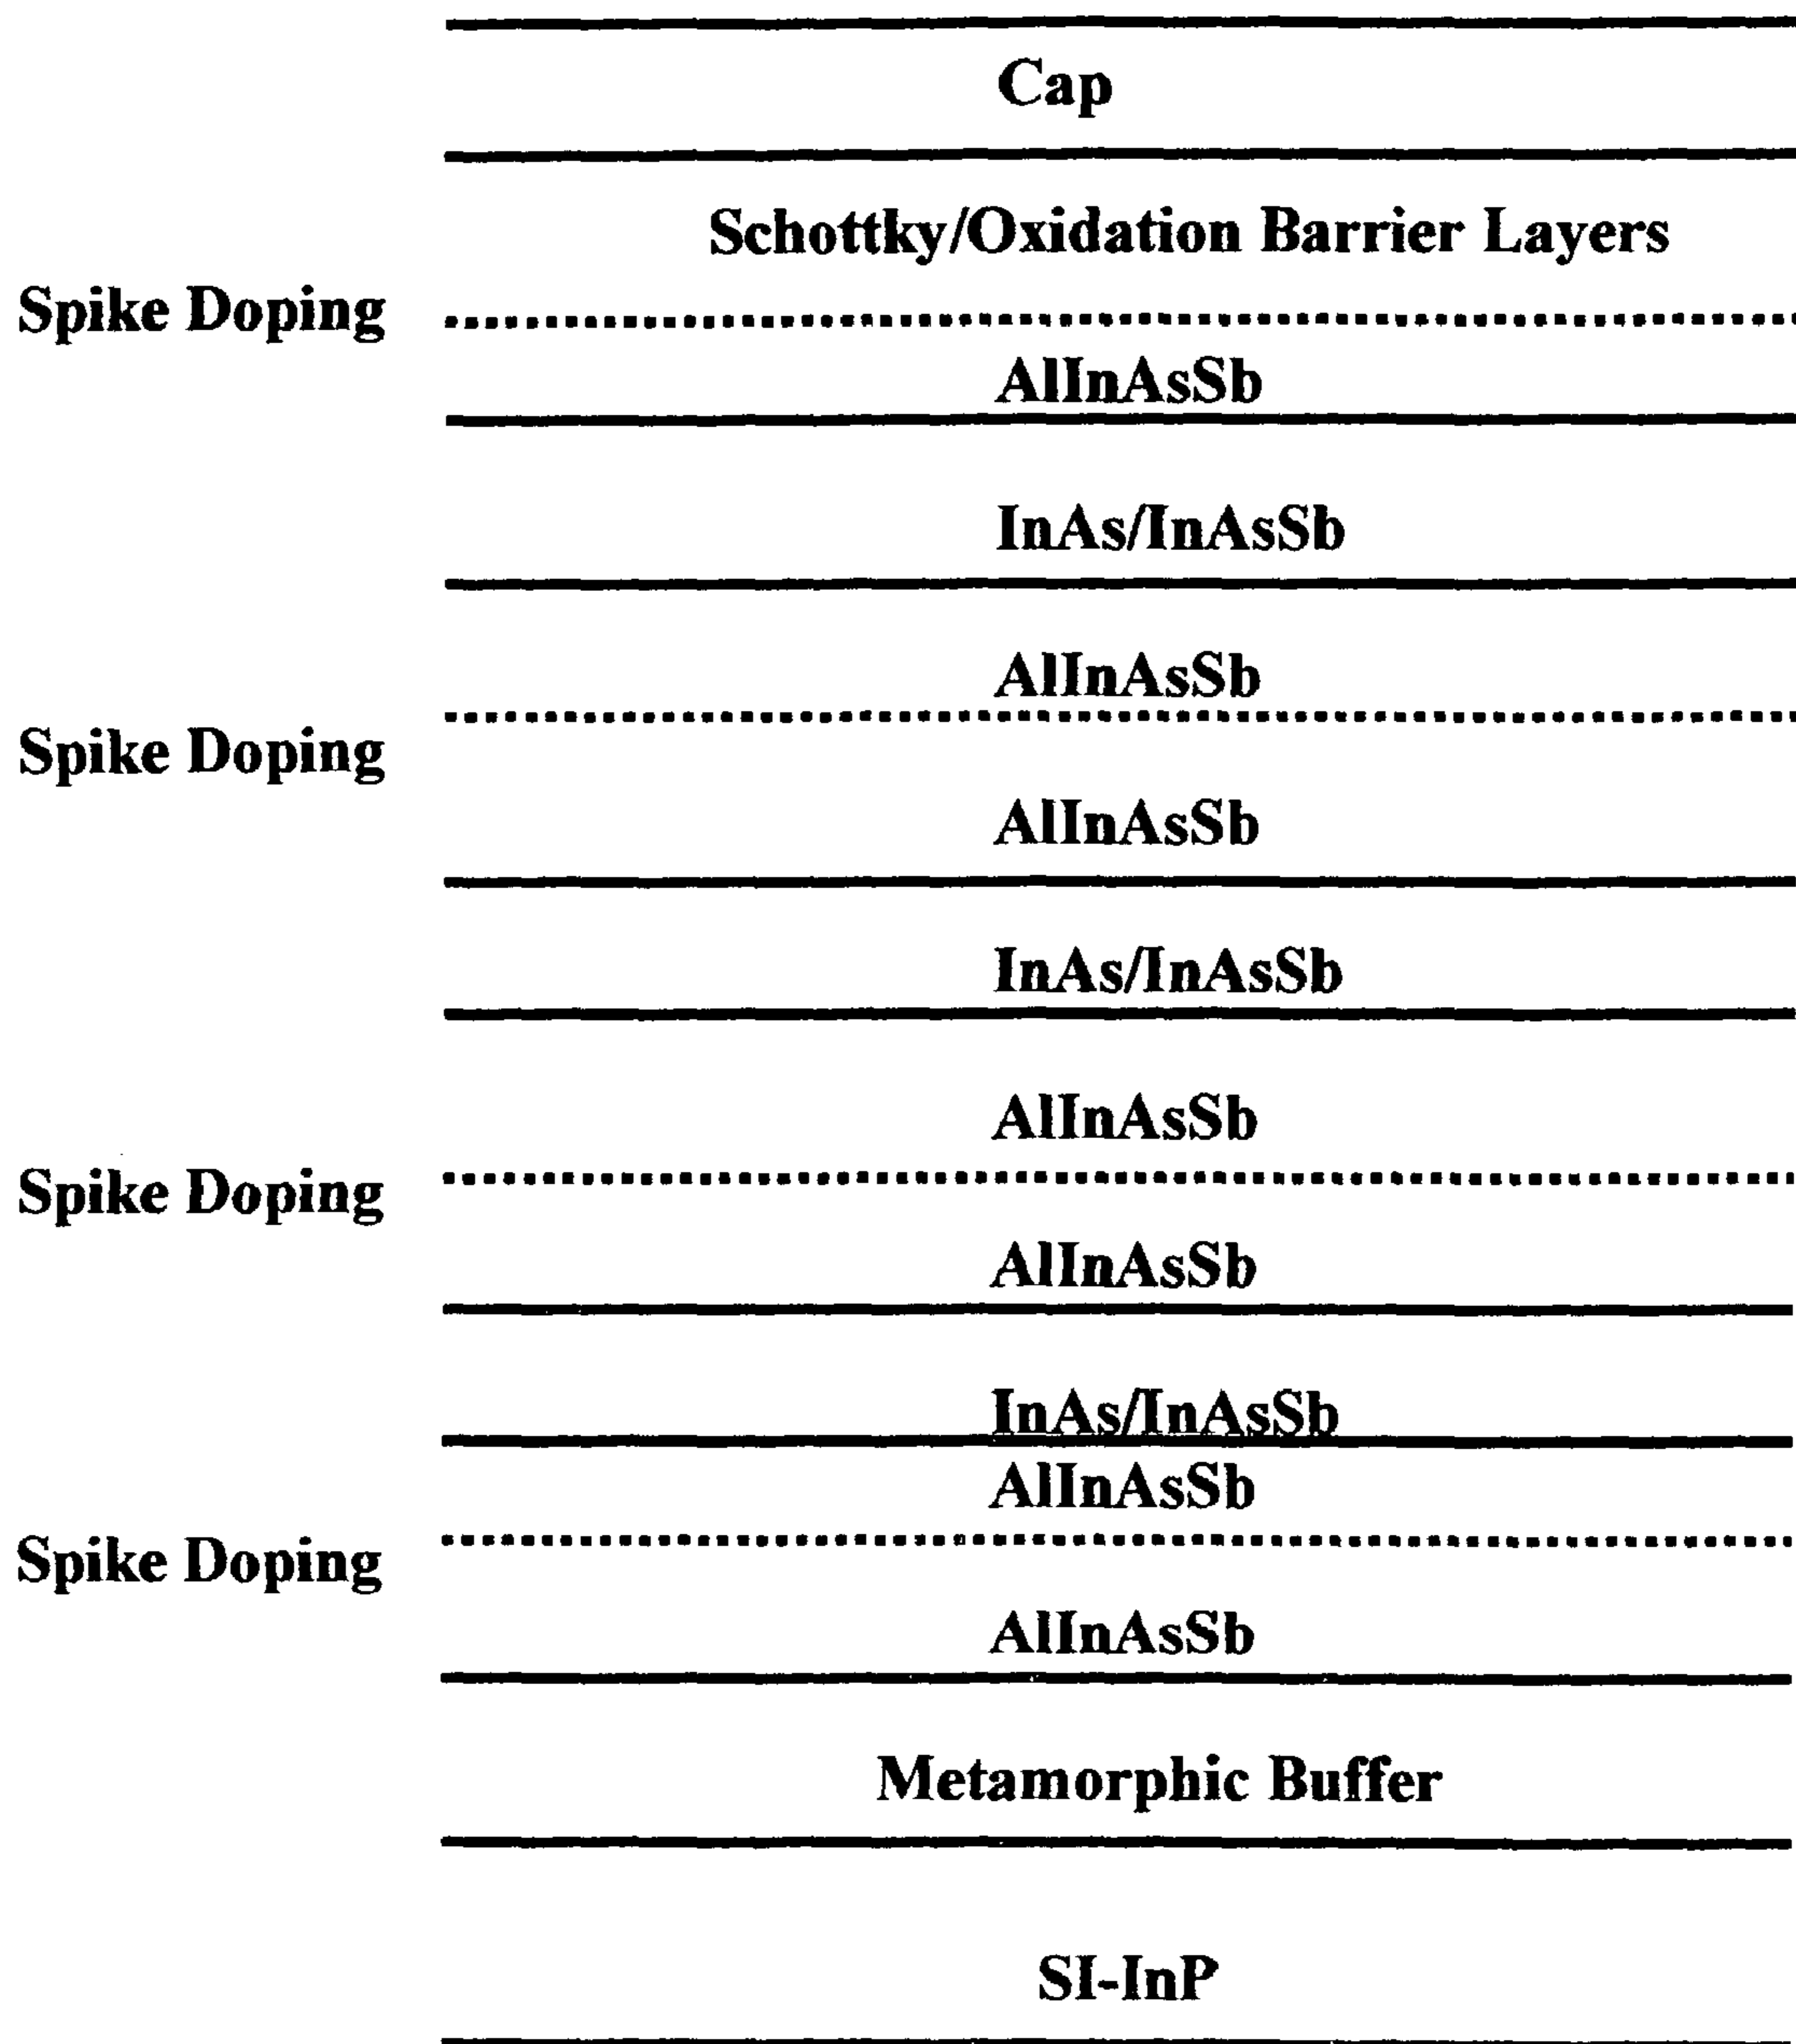 Cap
Schottky/Oxidation Barrier Layers
Spike Doping
AlInAsSb
InAs/InAsSb
AlInAsSb
Spike Doping
AlInAsSb
InAs/InAsSb
AlInAsSb
Spike Doping
AlInAsSb
InAs/InAsSb
AlInAsSb
Spike Doping
AlInAsSb
Metamorphic Buffer
SI-InP